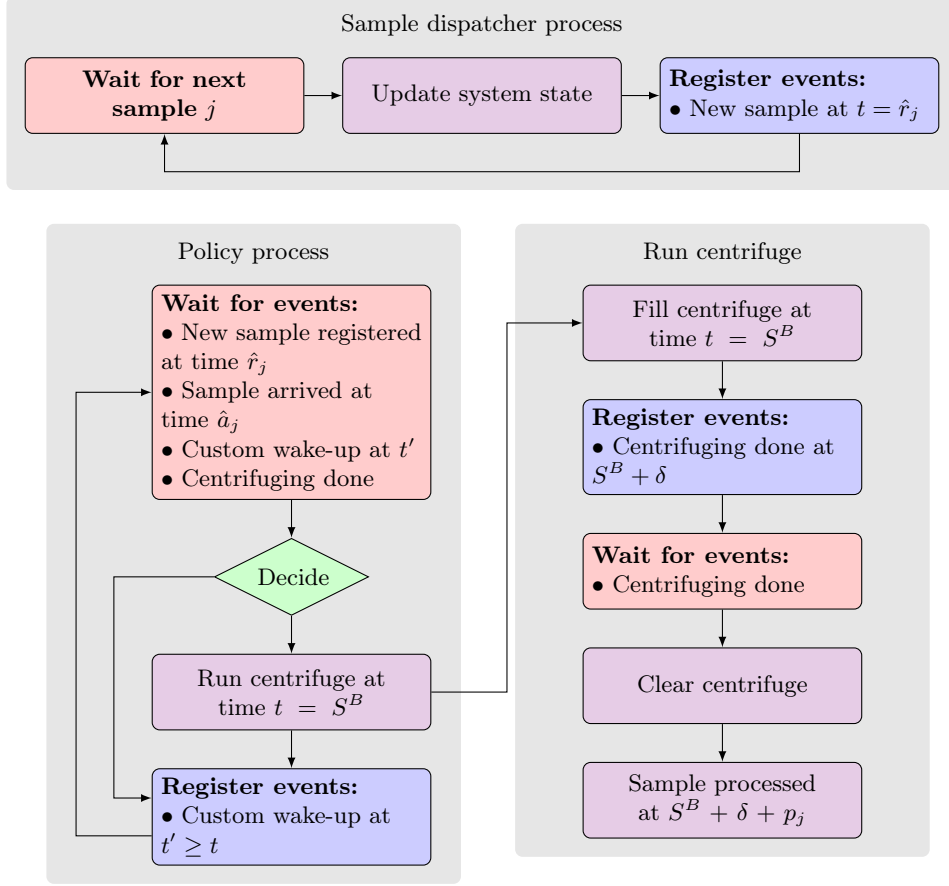 Sample dispatcher process
Wait for next
sample j
Update system state
Register events:
• New sample at t = r̂_j
Policy process
Wait for events:
• New sample registered
at time r̂_j
• Sample arrived at
time â_j
• Custom wake-up at t′
• Centrifuging done
Decide
Run centrifuge at
time t = S^B
Register events:
• Custom wake-up at
t′ ≥ t
Run centrifuge
Fill centrifuge at
time t = S^B
Register events:
• Centrifuging done at
S^B + δ
Wait for events:
• Centrifuging done
Clear centrifuge
Sample processed
at S^B + δ + p_j